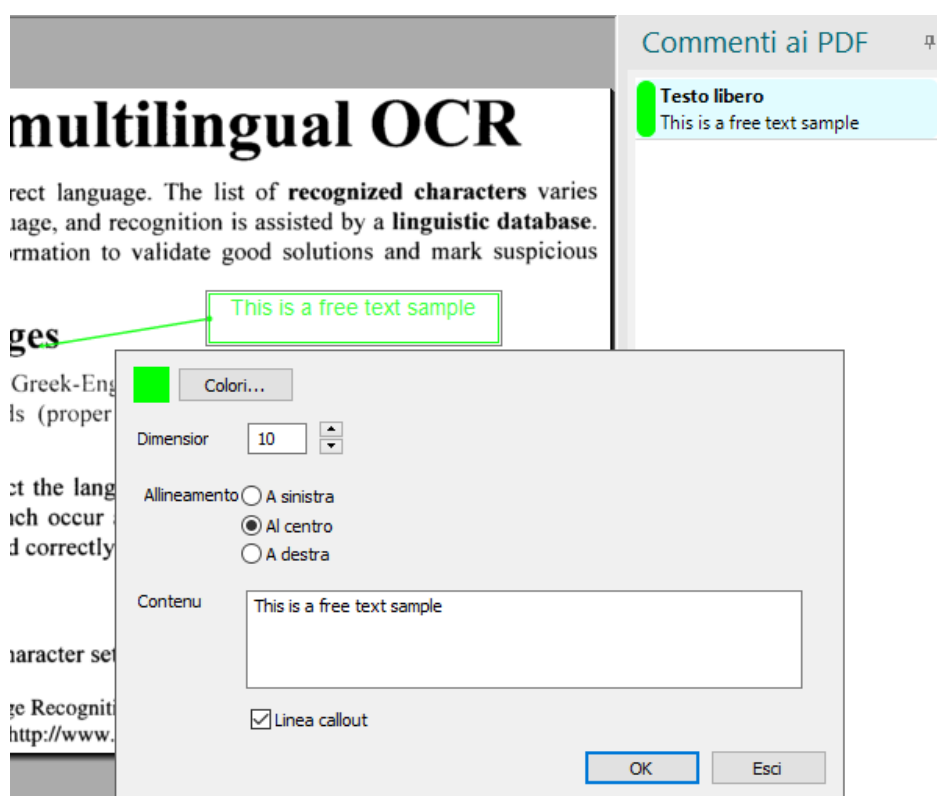 Commenti ai PDF
Testo libero
This is a free text sample
multilingual OCR
rect language. The list of recognized characters varies
uage, and recognition is assisted by a linguistic database.
rmation to validate good solutions and mark suspicious
This is a free text sample
ges
Greek-Eng
ds (proper
ct the lang
ach occur
d correctly
haracter set
ge Recogniti
http://www.
Colori...
Dimensior
10
Allineamento
A sinistra
Al centro
A destra
Contenu
This is a free text sample
Linea callout
OK
Esci